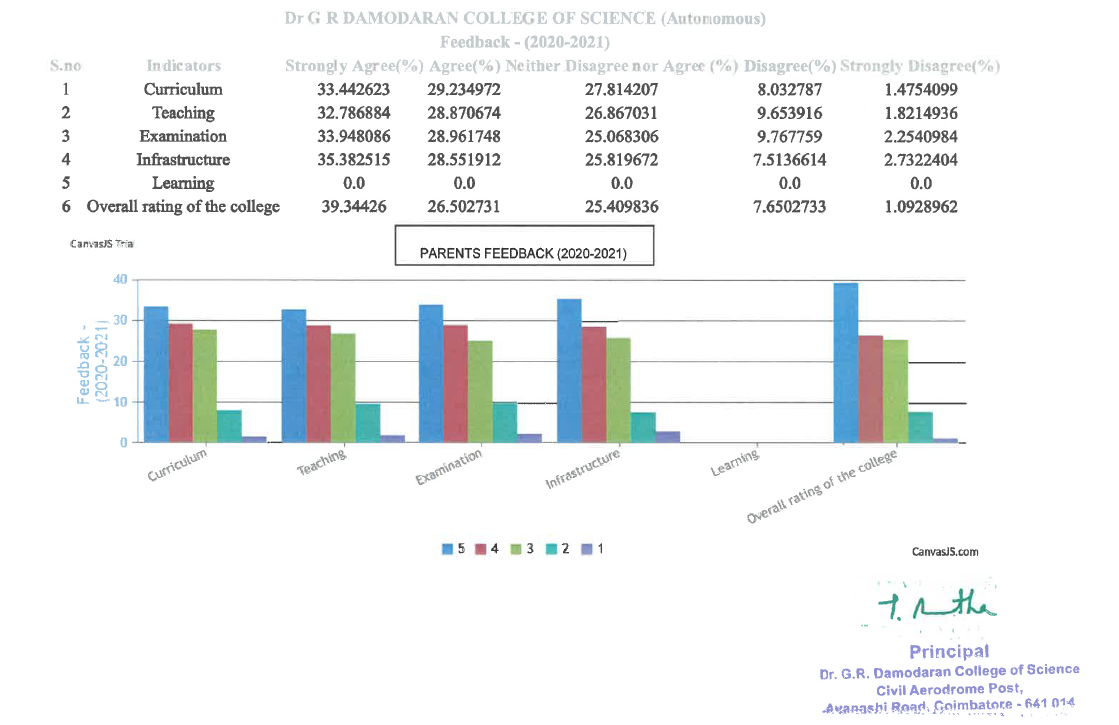 Dr G R DAMODARAN COLLEGE OF SCIENCE (Autonomous)
Feedback - (2020-2021)
S.no Indicators Strongly Agree(%) Agree(%) Neither Disagree nor Agree (%) Disagree(%) Strongly Disagree(%)
1 Curriculum 33.442623 29.234972 27.814207 8.032787 1.4754099
2 Teaching 32.786884 28.870674 26.867031 9.653916 1.8214936
3 Examination 33.948086 28.961748 25.068306 9.767759 2.2540984
4 Infrastructure 35.382515 28.551912 25.819672 7.5136614 2.7322404
5 Learning 0.0 0.0 0.0 0.0 0.0
6 Overall rating of the college 39.34426 26.502731 25.409836 7.6502733 1.0928962
CanvasJS Trial
PARENTS FEEDBACK (2020-2021)
Feedback -
(2020-2021)
40
30
20
10
0
Curriculum
Teaching
Examination
Infrastructure
Learning
Overall rating of the college
5 4 3 2 1
CanvasJS.com
Principal
Dr. G.R. Damodaran College of Science
Civil Aerodrome Post,
Avanashi Road, Coimbatore - 641 014